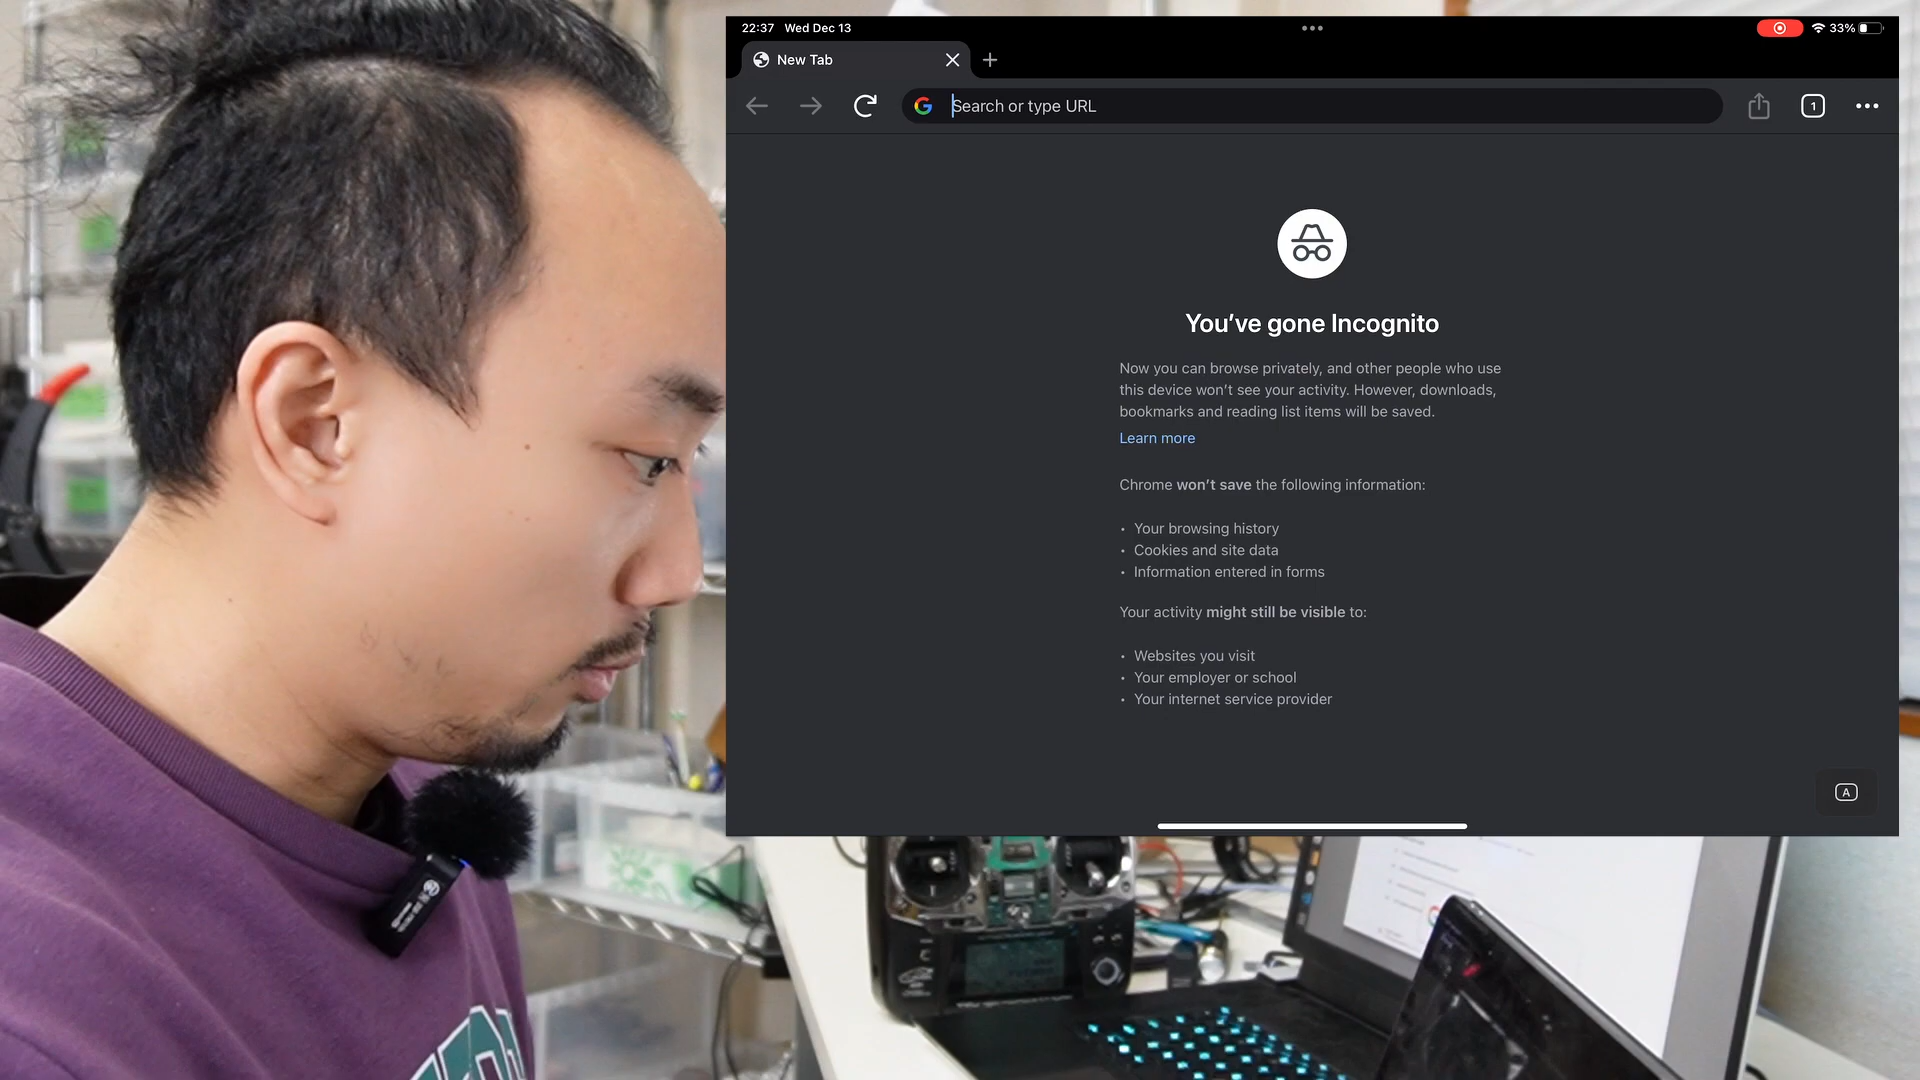 22:37 Wed Dec 13
33%
New Tab
Search or type URL
1
You've gone Incognito
Now you can browse privately, and other people who use
this device won't see your activity. However, downloads,
bookmarks and reading list items will be saved.
Learn more
Chrome won't save the following information:
• Your browsing history
• Cookies and site data
• Information entered in forms
Your activity might still be visible to:
• Websites you visit
• Your employer or school
• Your internet service provider
A